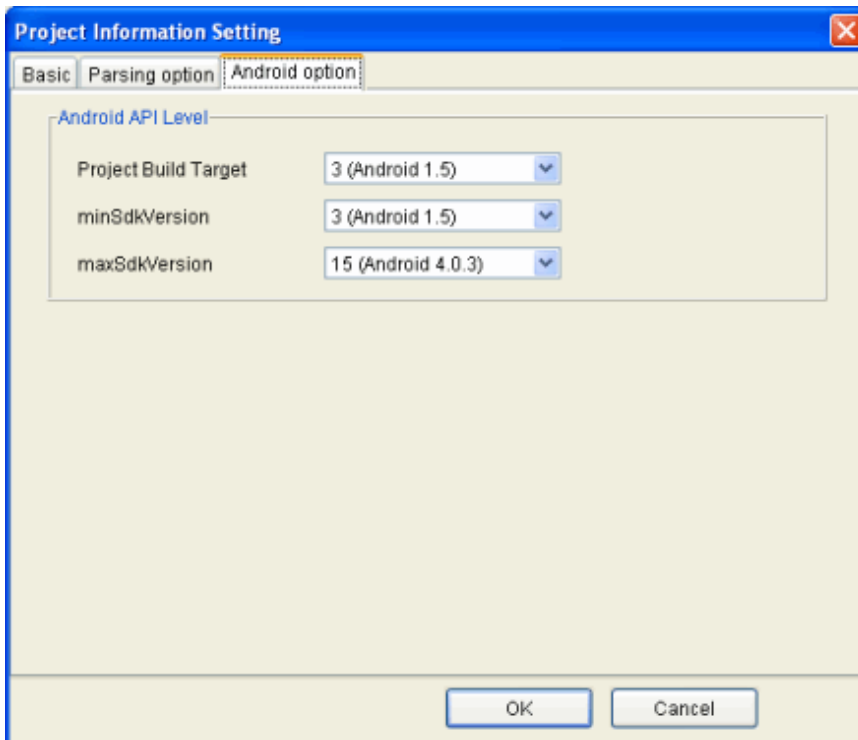 Project Information Setting
Basic Parsing option Android option
Android API Level
Project Build Target 3 (Android 1.5)
minSdkVersion 3 (Android 1.5)
maxSdkVersion 15 (Android 4.0.3)
OK Cancel